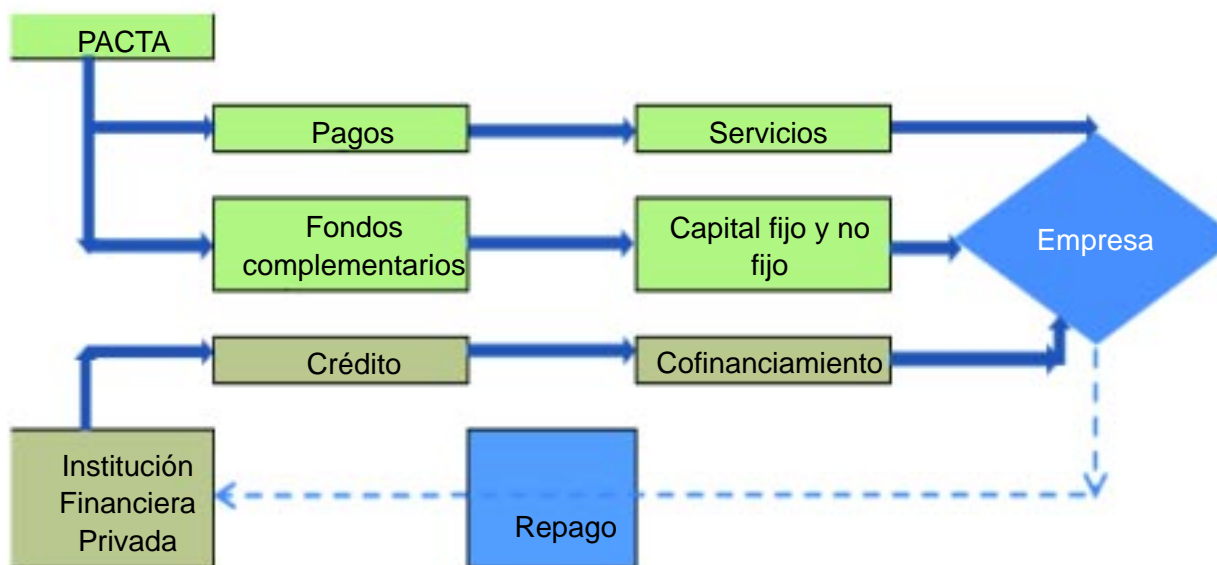 PACTA
Pagos
Servicios
Fondos
complementarios
Capital fijo y no
fijo
Empresa
Crédito
Cofinanciamiento
Institución
Financiera
Privada
Repago